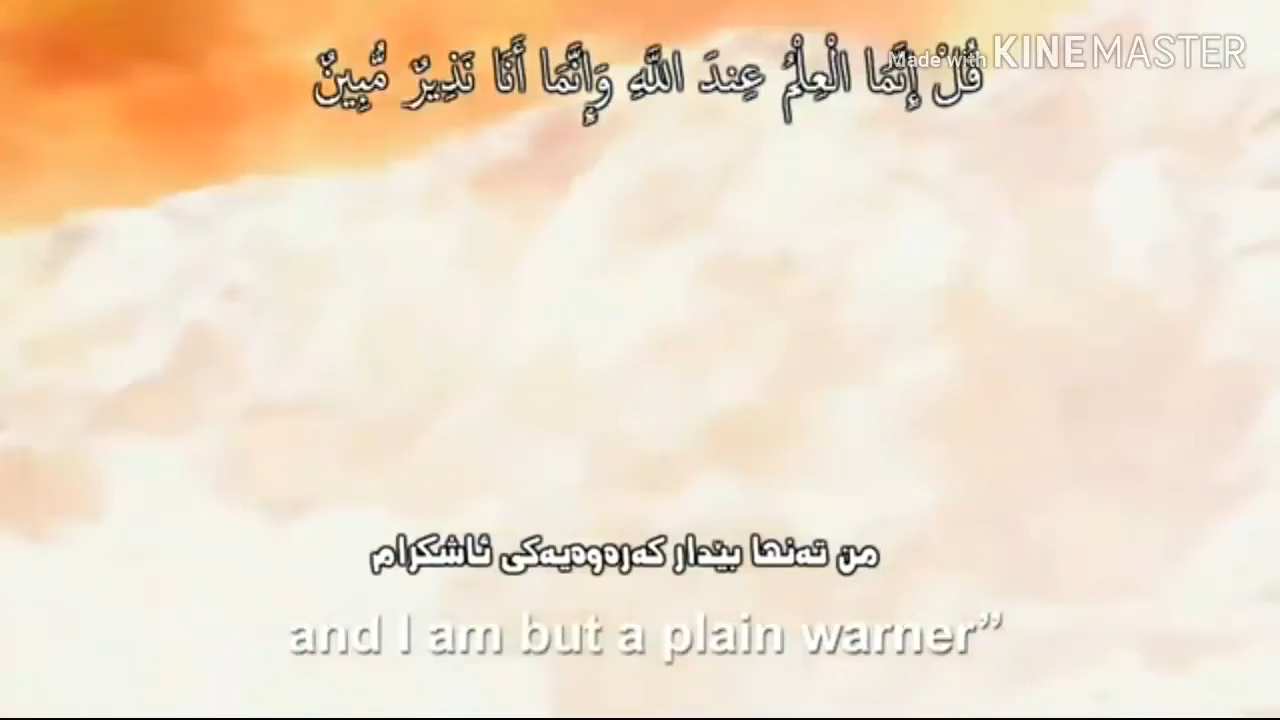 Made with KINEMASTER
قُلْ إِنَّمَا الْعِلْمُ عِندَ اللَّهِ وَإِنَّمَا أَنَا نَذِيرٌ مُّبِينٌ
من تەنها بێدار کەرەوەیەکی ئاشکرام
and I am but a plain warner”